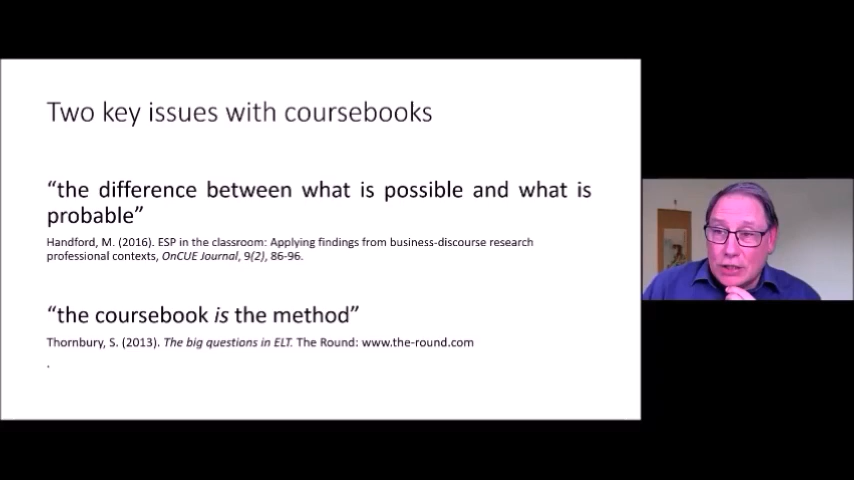 Two key issues with coursebooks
“the difference between what is possible and what is
probable”
Handford, M. (2016). ESP in the classroom: Applying findings from business-discourse research
professional contexts, OnCUE Journal, 9(2), 86-96.
“the coursebook is the method”
Thornbury, S. (2013). The big questions in ELT. The Round: www.the-round.com
.